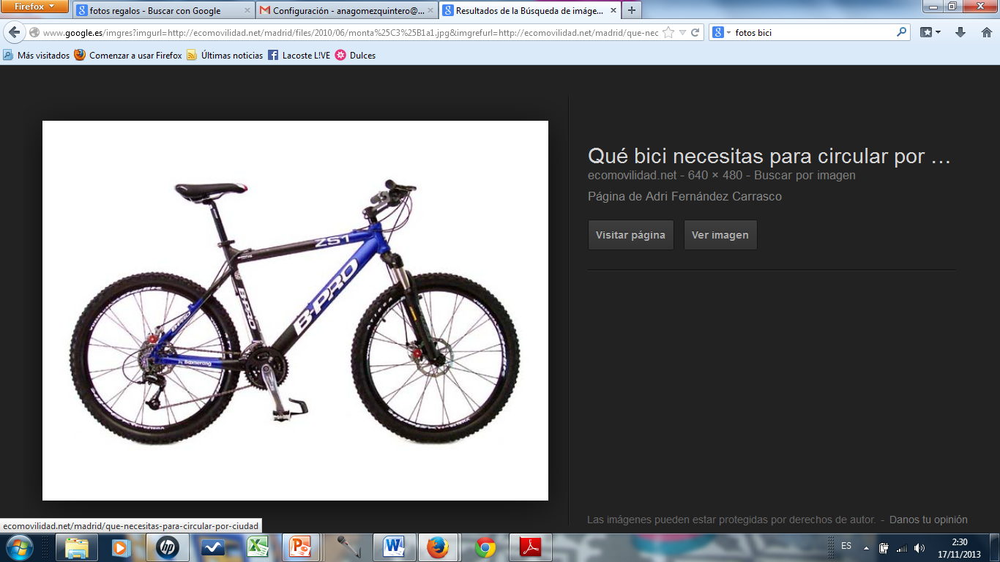 Firefox
fotos regalos - Buscar con Google
Configuración - anagomezquintero@...
Resultados de la Búsqueda de imáge...
www.google.es/imgres?imgurl=http://ecomovilidad.net/madrid/files/2010/06/monta%25C3%25B1a1.jpg&imgrefurl=http://ecomovilidad.net/madrid/que-nec
fotos bici
Más visitados
Comenzar a usar Firefox
Últimas noticias
Lacoste L!VE
Dulces
Qué bici necesitas para circular por ...
ecomovilidad.net - 640 × 480 - Buscar por imagen
Página de Adri Fernández Carrasco
Visitar página
Ver imagen
ZS1
B-PRO
B-PRO
B-PRO
by Boomerang
Las imágenes pueden estar protegidas por derechos de autor. - Danos tu opinión
ecomovilidad.net/madrid/que-necesitas-para-circular-por-ciudad
hp
ES
2:30
17/11/2013